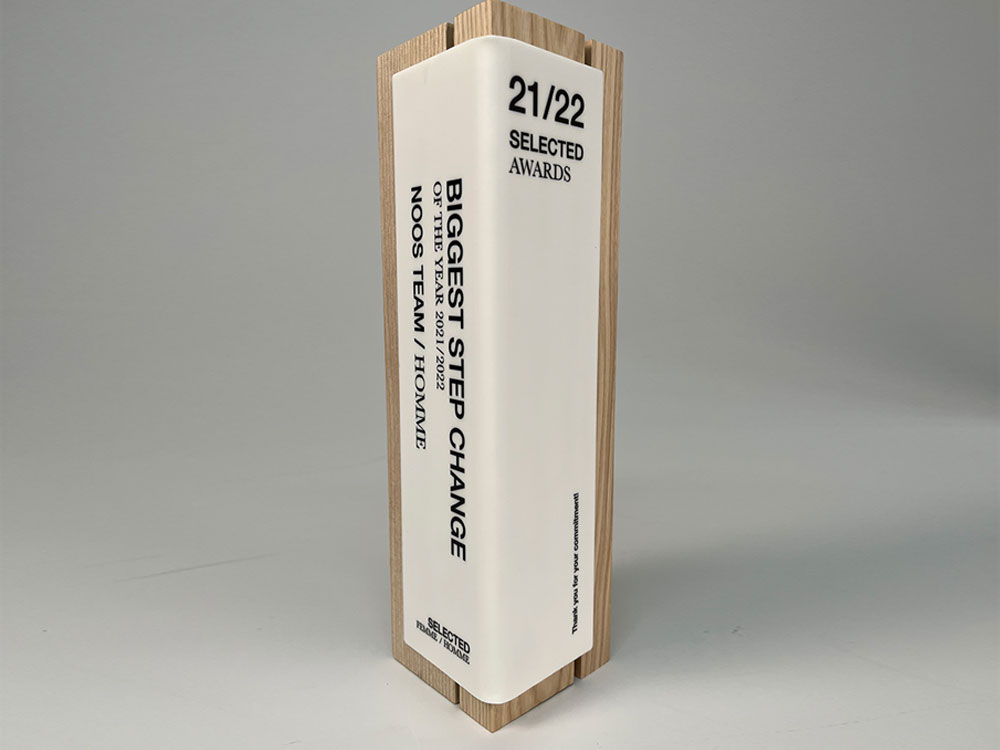 21/22
SELECTED
AWARDS
BIGGEST STEP CHANGE
OF THE YEAR 2021/2022
NOOS TEAM / HOMME
SELECTED
FEMME / HOMME
Thank you for your commitment!